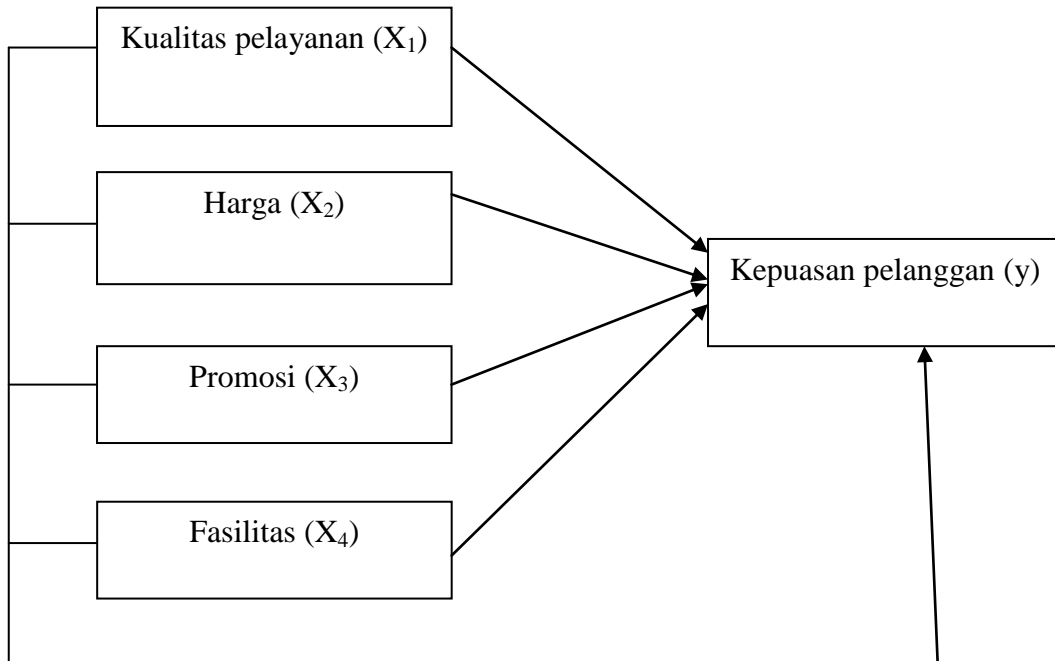 Kualitas pelayanan (X₁)
Harga (X₂)
Kepuasan pelanggan (y)
Promosi (X₃)
Fasilitas (X₄)